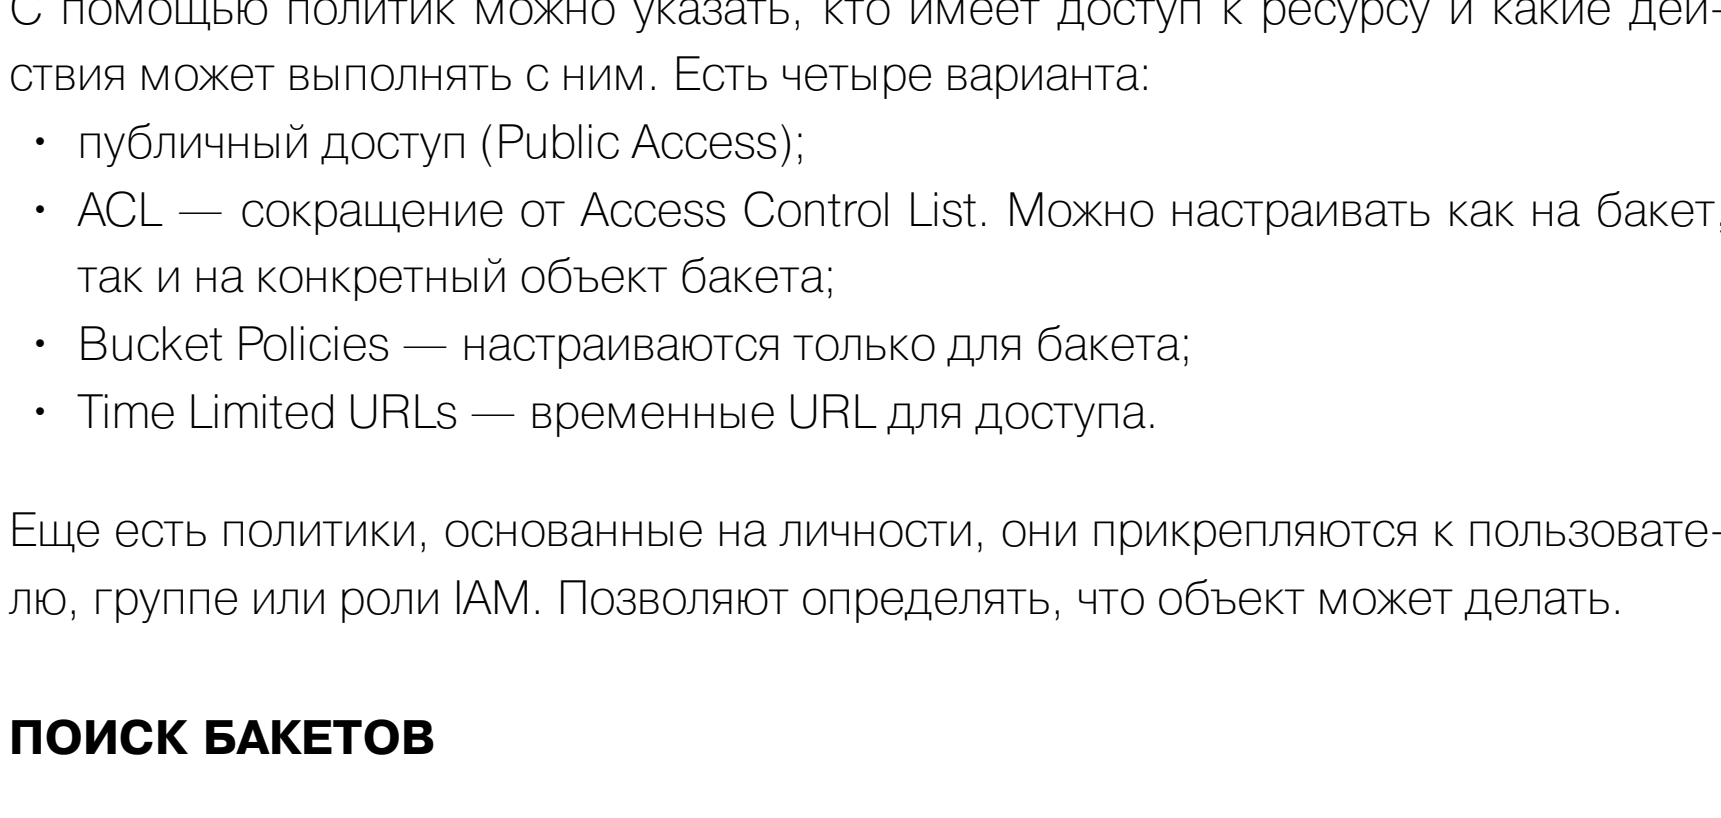 С помощью политик можно указать, кто имеет доступ к ресурсу и какие дей-
ствия может выполнять с ним. Есть четыре варианта:
• публичный доступ (Public Access);
• ACL — сокращение от Access Control List. Можно настраивать как на бакет,
так и на конкретный объект бакета;
• Bucket Policies — настраиваются только для бакета;
• Time Limited URLs — временные URL для доступа.
Еще есть политики, основанные на личности, они прикрепляются к пользовате-
лю, группе или роли IAM. Позволяют определять, что объект может делать.
ПОИСК БАКЕТОВ